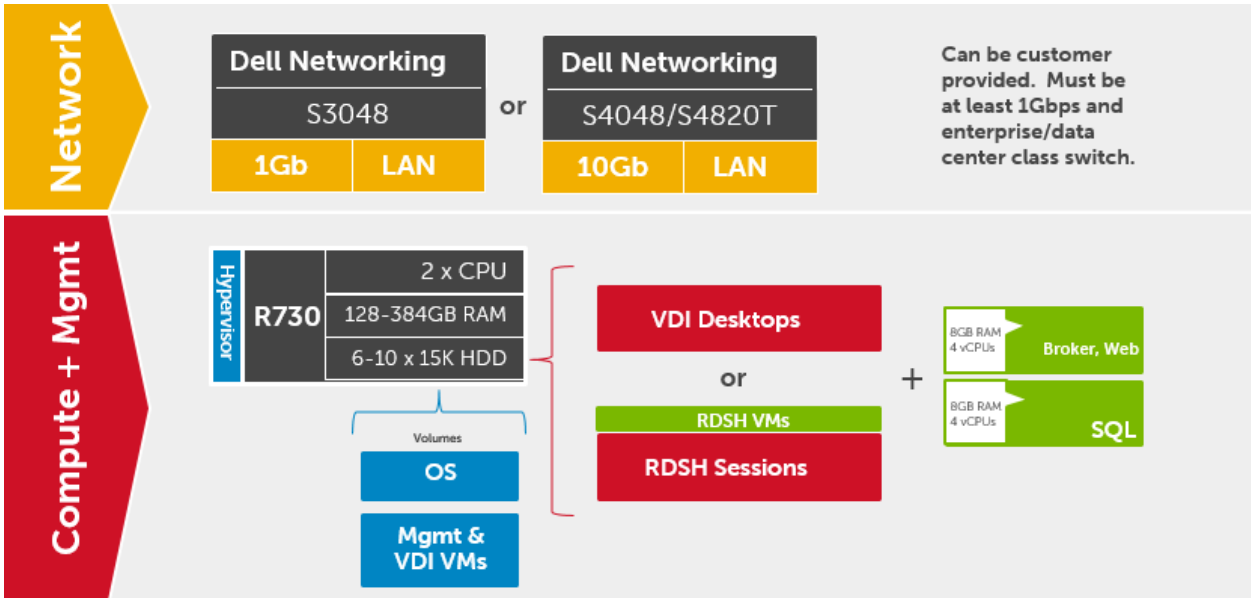 Network
Dell Networking
S3048
1Gb
LAN
or
Dell Networking
S4048/S4820T
10Gb
LAN
Can be customer
provided. Must be
at least 1Gbps and
enterprise/data
center class switch.
Compute + Mgmt
Hypervisor
R730
2 x CPU
128-384GB RAM
6-10 x 15K HDD
Volumes
OS
Mgmt &
VDI VMs
VDI Desktops
or
RDSH VMs
RDSH Sessions
+
8GB RAM
4 vCPUs
Broker, Web
8GB RAM
4 vCPUs
SQL